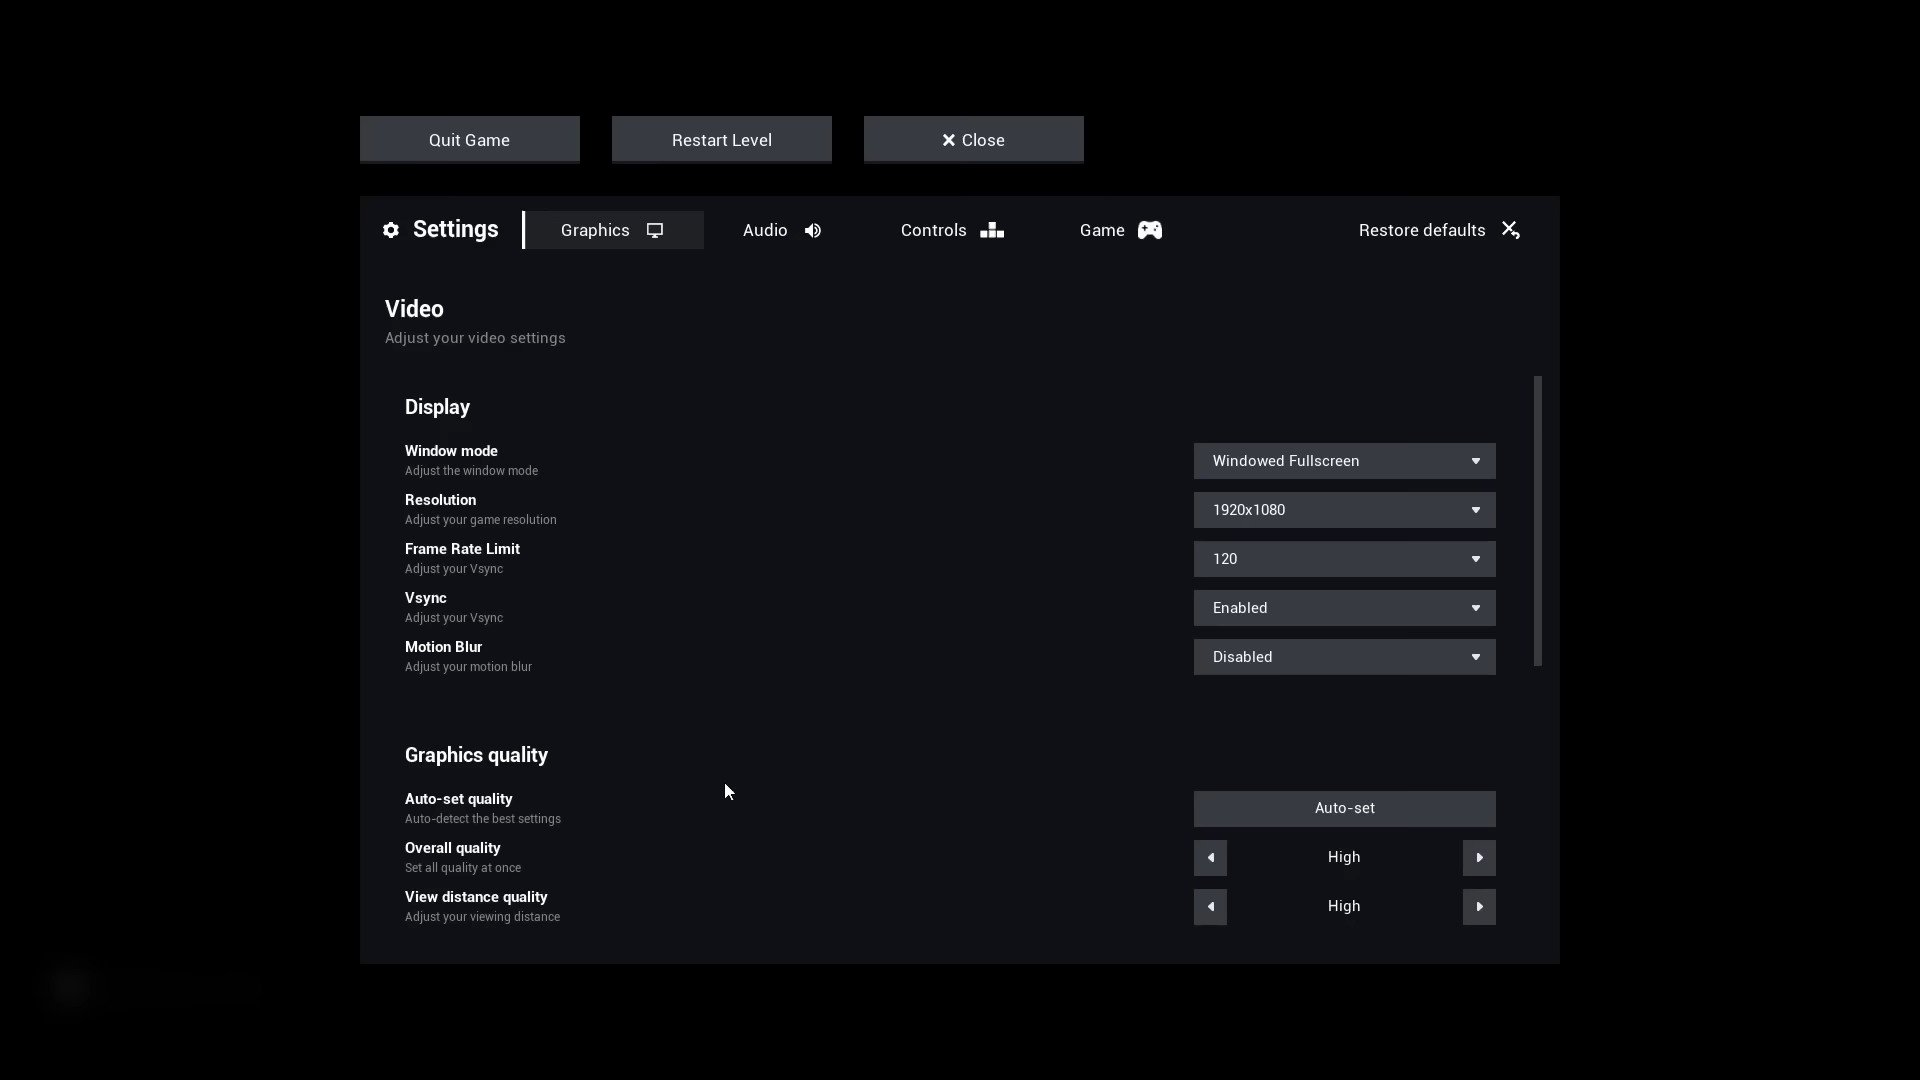 Quit Game
Restart Level
Close
Settings
Graphics
Audio
Controls
Game
Restore defaults
Video
Adjust your video settings
Display
Window mode
Adjust the window mode
Windowed Fullscreen
Resolution
Adjust your game resolution
1920x1080
Frame Rate Limit
Adjust your Vsync
120
Vsync
Adjust your Vsync
Enabled
Motion Blur
Adjust your motion blur
Disabled
Graphics quality
Auto-set quality
Auto-detect the best settings
Auto-set
Overall quality
Set all quality at once
High
View distance quality
Adjust your viewing distance
High